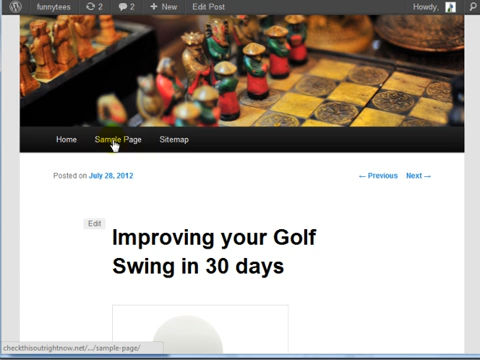 funnytees 2 0 + New Edit Post Howdy,
Home Sample Page Sitemap
Posted on July 28, 2012 ← Previous Next →
Edit
Improving your Golf
Swing in 30 days
checkthisoutrightnow.net/.../sample-page/